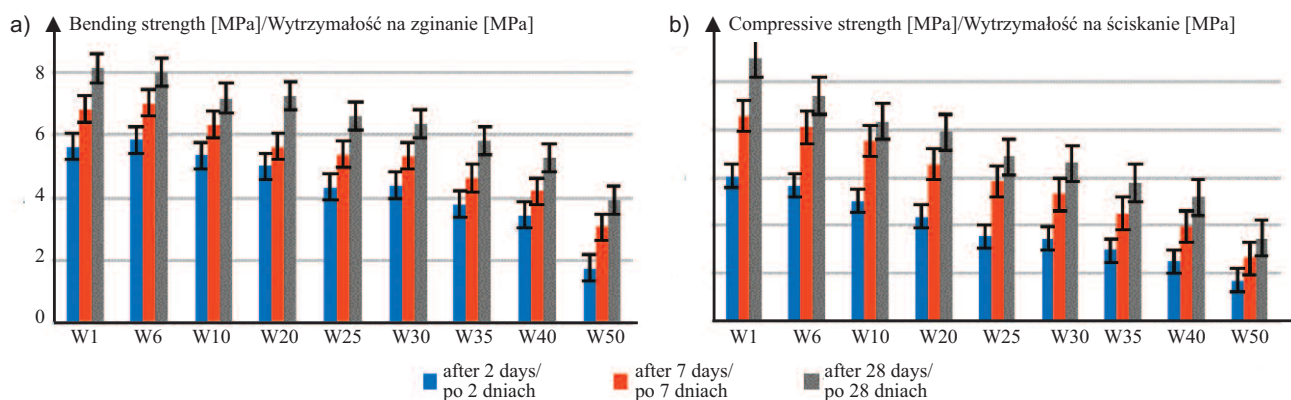 a) Bending strength [MPa]/Wytrzymałość na zginanie [MPa]
8
6
4
2
0
W1 W6 W10 W20 W25 W30 W35 W40 W50
b) Compressive strength [MPa]/Wytrzymałość na ściskanie [MPa]
W1 W6 W10 W20 W25 W30 W35 W40 W50
after 2 days/
po 2 dniach
after 7 days/
po 7 dniach
after 28 days/
po 28 dniach